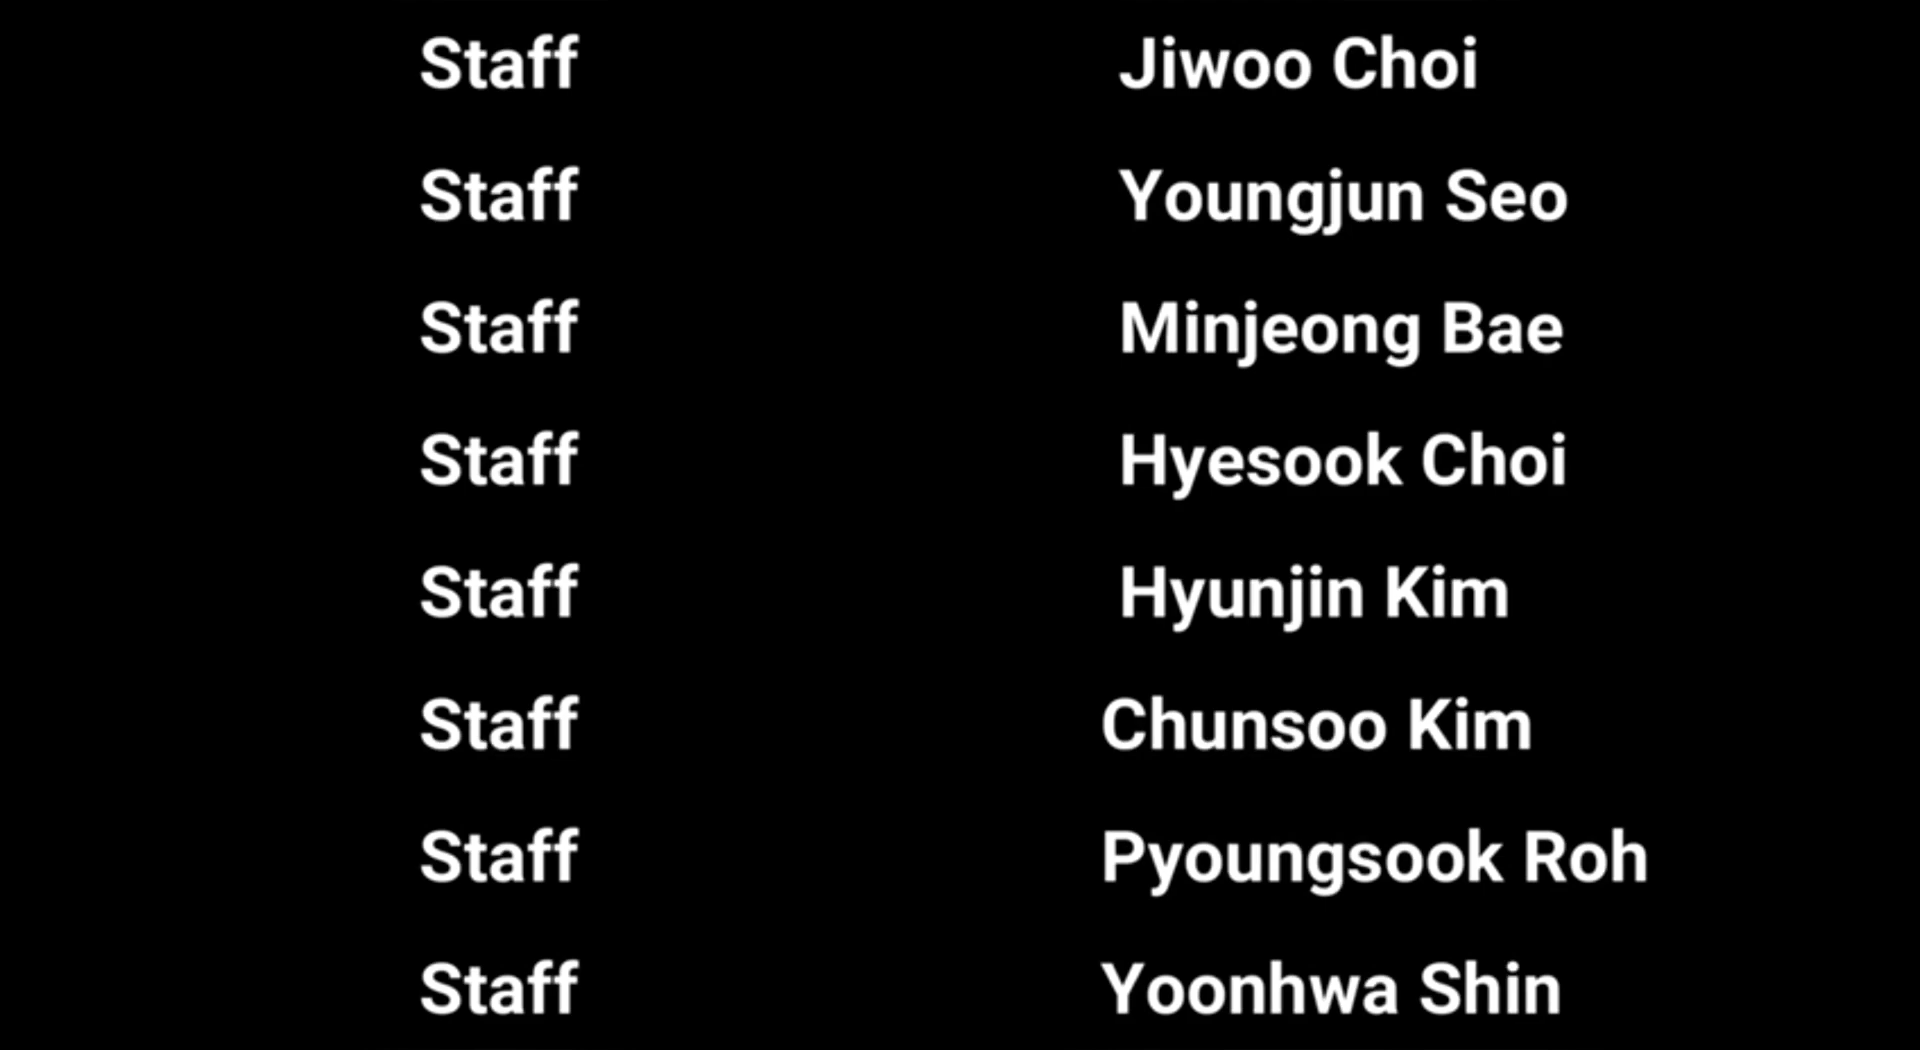 Staff Jiwoo Choi
Staff Youngjun Seo
Staff Minjeong Bae
Staff Hyesook Choi
Staff Hyunjin Kim
Staff Chunsoo Kim
Staff Pyoungsook Roh
Staff Yoonhwa Shin